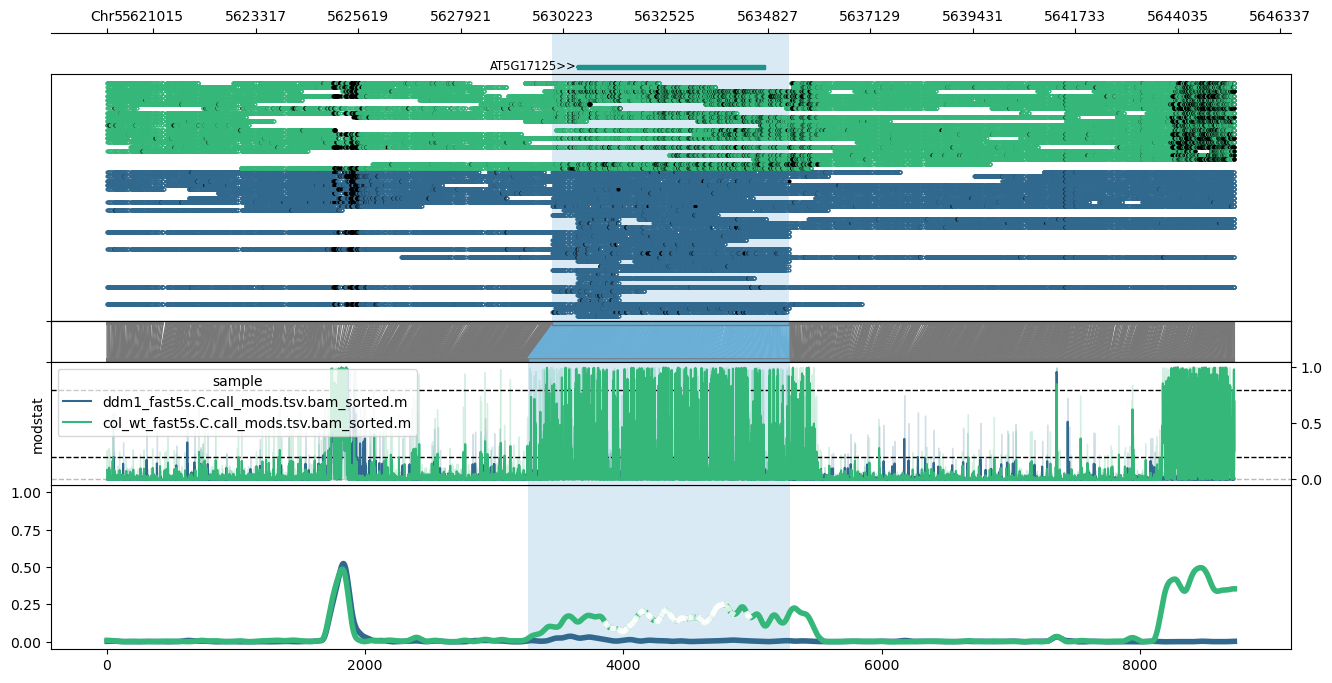 Chr5 5621015 5623317 5625619 5627921 5630223 5632525 5634827 5637129 5639431 5641733 5644035 5646337
AT5G17125>>
sample
ddm1_fast5s.C.call_mods.tsv.bam_sorted.m
col_wt_fast5s.C.call_mods.tsv.bam_sorted.m
modstat
1.0
0.5
0.0
1.00
0.75
0.50
0.25
0.00
0 2000 4000 6000 8000